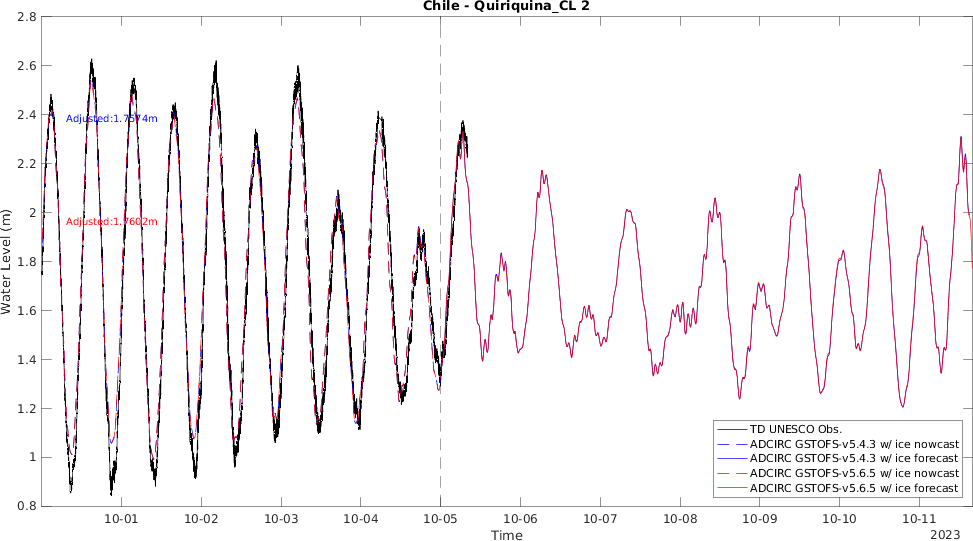 Chile - Quiriquina_CL 2
Water Level (m)
2.8
2.6
2.4
2.2
2
1.8
1.6
1.4
1.2
1
0.8
Adjusted:1.7574m
Adjusted:1.7602m
10-01
10-02
10-03
10-04
10-05
10-06
10-07
10-08
10-09
10-10
10-11
Time
2023
TD UNESCO Obs.
ADCIRC GSTOFS-v5.4.3 w/ ice nowcast
ADCIRC GSTOFS-v5.4.3 w/ ice forecast
ADCIRC GSTOFS-v5.6.5 w/ ice nowcast
ADCIRC GSTOFS-v5.6.5 w/ ice forecast